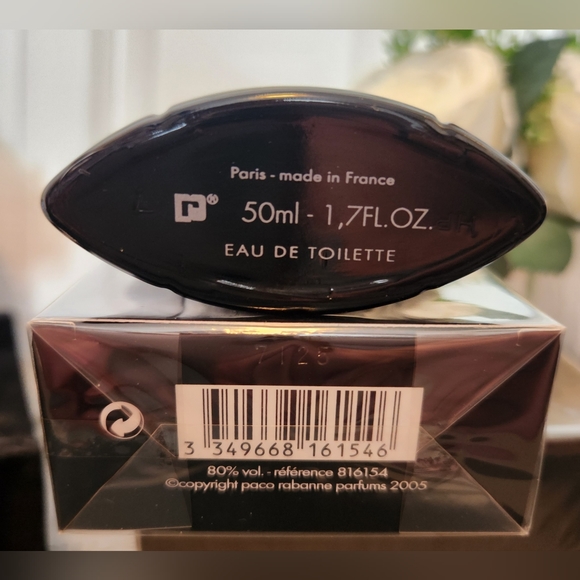 Paris - made in France
r® 50ml - 1,7FL.OZ.
EAU DE TOILETTE
3 349668 161546
80% vol. - référence 816154
©copyright paco rabanne parfums 2005